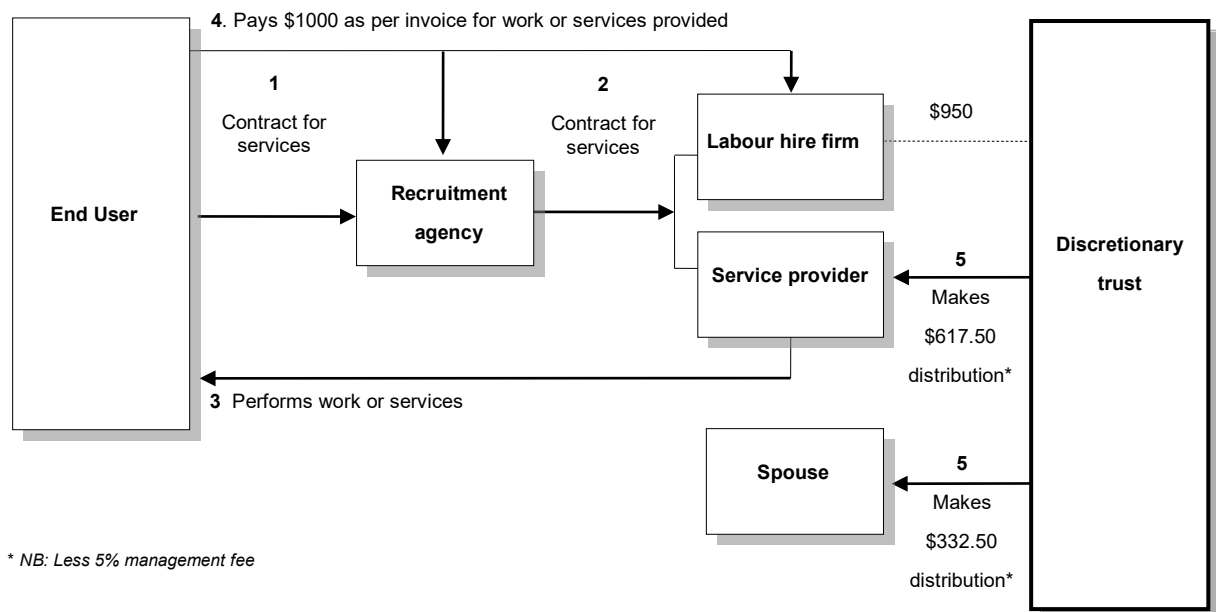 4. Pays $1000 as per invoice for work or services provided
1
Contract for
services
2
Contract for
services
End User
Recruitment
agency
Labour hire firm
$950
Service provider
5
Makes
$617.50
distribution*
Discretionary
trust
3 Performs work or services
Spouse
5
Makes
$332.50
distribution*
* NB: Less 5% management fee